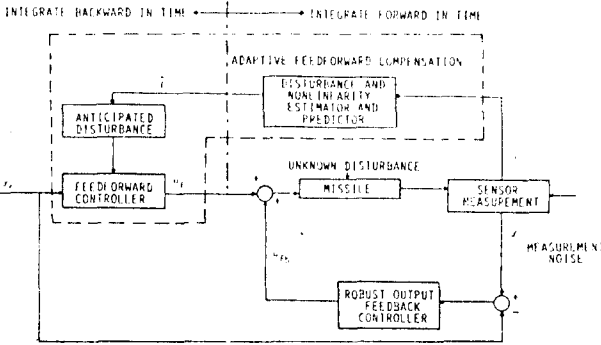 INTEGRATE BACKWARD IN TIME
INTEGRATE FORWARD IN TIME
ADAPTIVE FEEDFORWARD COMPENSATION
DISTURBANCE AND
NONLINEARITY
ESTIMATOR AND
PREDICTOR
ANTICIPATED
DISTURBANCE
UNKNOWN DISTURBANCE
FEEDFORWARD
CONTROLLER
+
+
MISSILE
SENSOR
MEASUREMENT
MEASUREMENT
NOISE
ROBUST OUTPUT
FEEDBACK
CONTROLLER
+
−